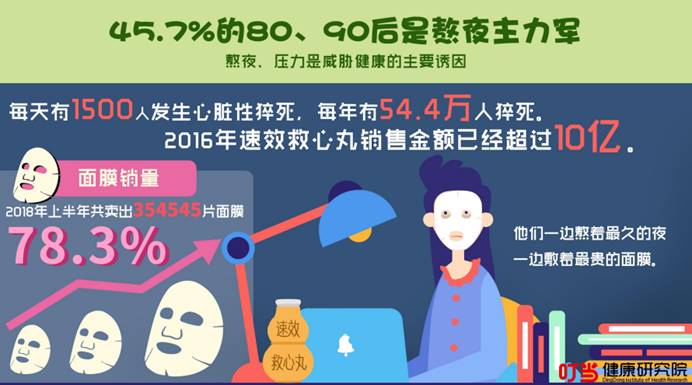 45.7%的80、90后是熬夜主力军
熬夜、压力是威胁健康的主要诱因
每天有1500人发生心脏性猝死，每年有54.4万人猝死。
2016年速效救心丸销售金额已经超过10亿。
面膜销量
2018年上半年共卖出354545片面膜
78.3%
他们一边熬着最久的夜
一边敷着最贵的面膜。
速效
救心丸
叮当健康研究院
DingDang Institute of Health Research